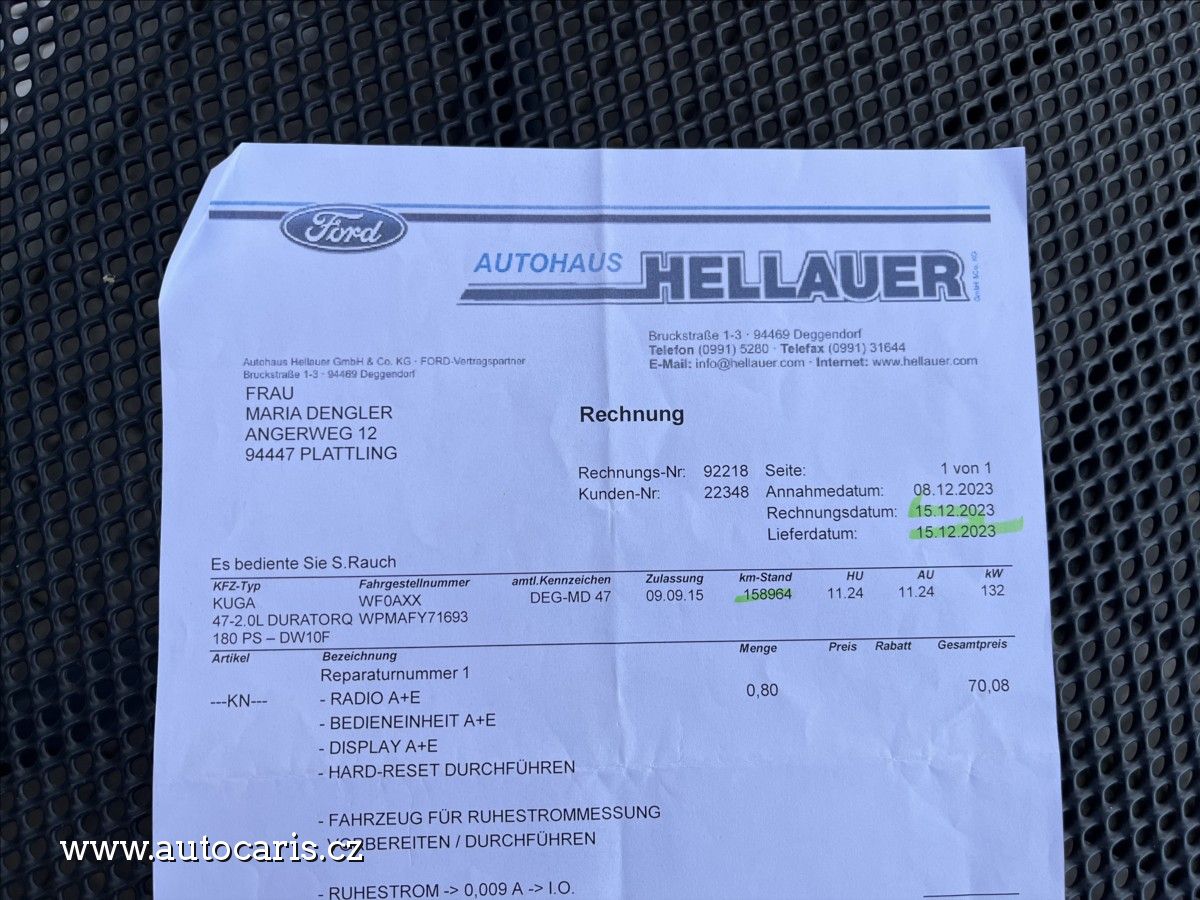 Ford
AUTOHAUS HELLAUER GmbH & Co. KG
Bruckstraße 1-3 · 94469 Deggendorf
Telefon (0991) 5280 · Telefax (0991) 31644
E-Mail: info@hellauer.com · Internet: www.hellauer.com
Autohaus Hellauer GmbH & Co. KG · FORD-Vertragspartner
Bruckstraße 1-3 · 94469 Deggendorf
FRAU
MARIA DENGLER
ANGERWEG 12
94447 PLATTLING
Rechnung
Rechnungs-Nr: 92218 Seite: 1 von 1
Kunden-Nr: 22348 Annahmedatum: 08.12.2023
Rechnungsdatum: 15.12.2023
Lieferdatum: 15.12.2023
Es bediente Sie S.Rauch
KFZ-Typ Fahrgestellnummer amtl.Kennzeichen Zulassung km-Stand HU AU kW
KUGA WF0AXX DEG-MD 47 09.09.15 158964 11.24 11.24 132
47-2.0L DURATORQ WPMAFY71693
180 PS – DW10F
Artikel Bezeichnung Menge Preis Rabatt Gesamtpreis
Reparaturnummer 1
---KN--- - RADIO A+E 0,80 70,08
- BEDIENEINHEIT A+E
- DISPLAY A+E
- HARD-RESET DURCHFÜHREN
- FAHRZEUG FÜR RUHESTROMMESSUNG
- VORBEREITEN / DURCHFÜHREN
www.autocaris.cz
- RUHESTROM -> 0,009 A -> I.O.